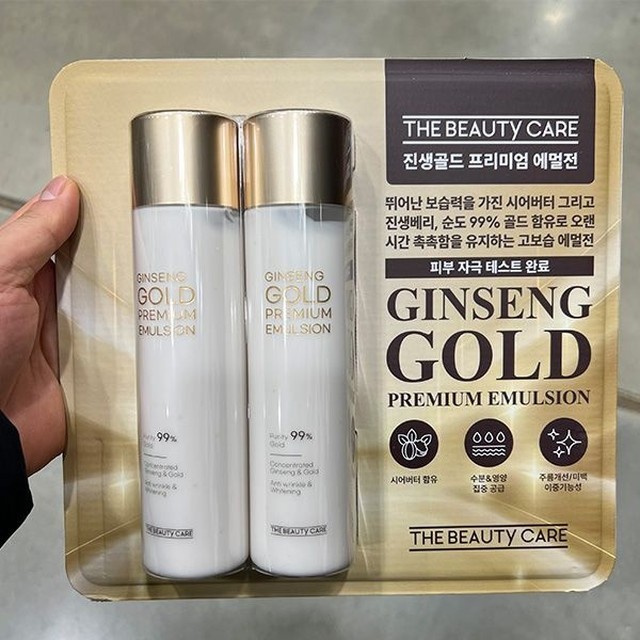 THE BEAUTY CARE
진생골드 프리미엄 에멀전
뛰어난 보습력을 가진 시어버터 그리고
진생베리, 순도 99% 골드 함유로 오랜
시간 촉촉함을 유지하는 고보습 에멀전
피부 자극 테스트 완료
GINSENG
GOLD
PREMIUM EMULSION
시어버터 함유
수분&영양
집중 공급
주름개선/미백
이중기능성
THE BEAUTY CARE
GINSENG
GOLD
PREMIUM
EMULSION
Purity 99%
Gold
Concentrated
Ginseng & Gold
Anti wrinkle &
Whitening
THE BEAUTY CARE
GINSENG
GOLD
PREMIUM
EMULSION
Purity 99%
Gold
Concentrated
Ginseng & Gold
Anti wrinkle &
Whitening
THE BEAUTY CARE